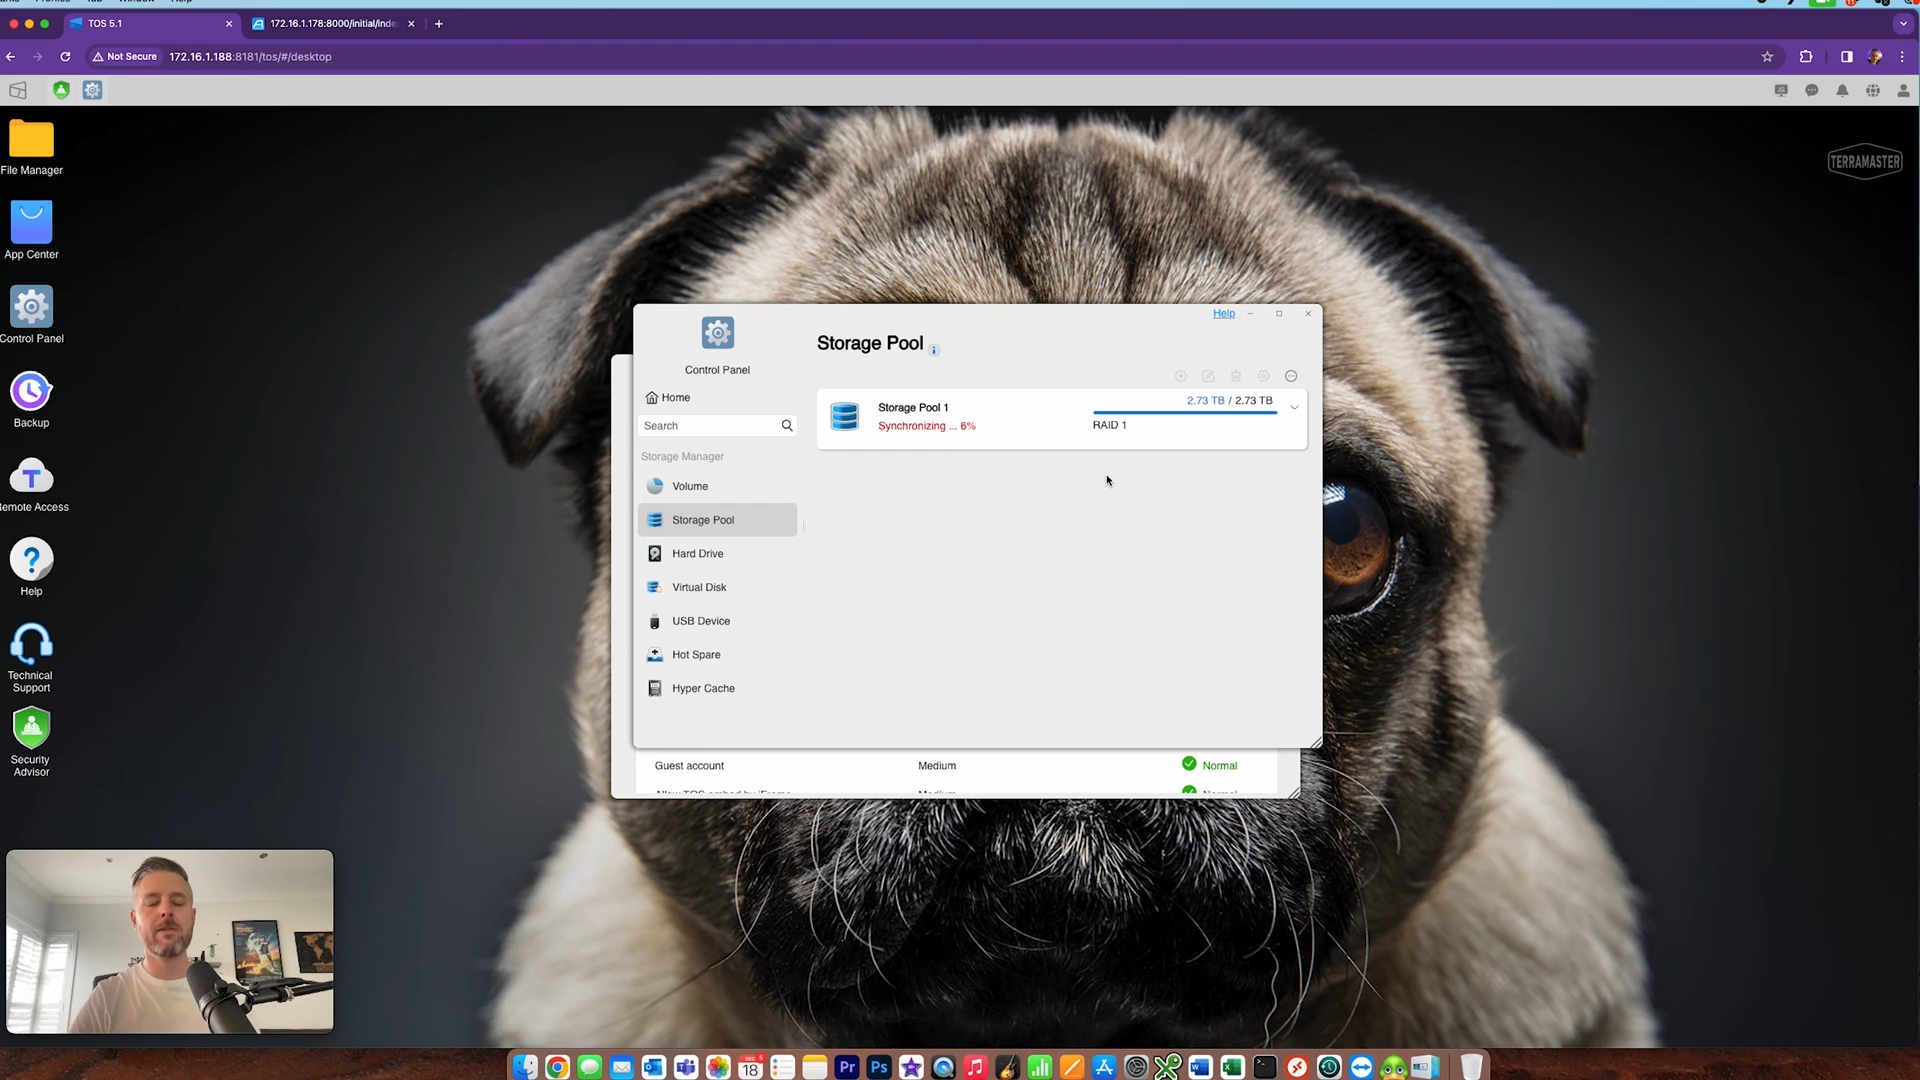 TOS 5.1
172.16.1.178:8000/initial/inde
Not Secure
172.16.1.188:8181/tos/#/desktop
File Manager
App Center
Control Panel
Backup
emote Access
Help
Technical
Support
Security
Advisor
TERRAMASTER
Help
Control Panel
Home
Search
Storage Manager
Volume
Storage Pool
Hard Drive
Virtual Disk
USB Device
Hot Spare
Hyper Cache
Storage Pool
Storage Pool 1
2.73 TB / 2.73 TB
Synchronizing ... 6%
RAID 1
Guest account Medium Normal
DEC
18
Pr
Ps